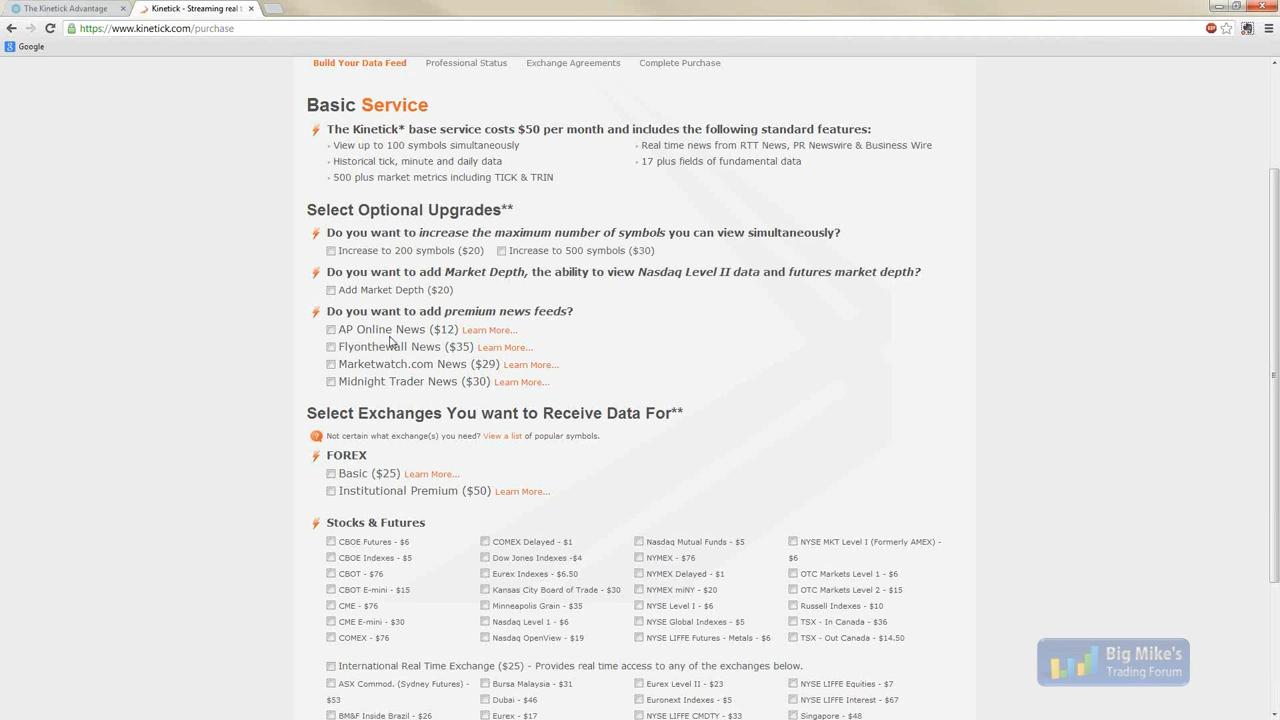 The Kinetick Advantage
Kinetick - Streaming real t
https://www.kinetick.com/purchase
Google
Build Your Data Feed
Professional Status
Exchange Agreements
Complete Purchase
Basic Service
The Kinetick* base service costs $50 per month and includes the following standard features:
View up to 100 symbols simultaneously
Real time news from RTT News, PR Newswire & Business Wire
Historical tick, minute and daily data
17 plus fields of fundamental data
500 plus market metrics including TICK & TRIN
Select Optional Upgrades**
Do you want to increase the maximum number of symbols you can view simultaneously?
Increase to 200 symbols ($20)
Increase to 500 symbols ($30)
Do you want to add Market Depth, the ability to view Nasdaq Level II data and futures market depth?
Add Market Depth ($20)
Do you want to add premium news feeds?
AP Online News ($12) Learn More...
Flyonthewall News ($35) Learn More...
Marketwatch.com News ($29) Learn More...
Midnight Trader News ($30) Learn More...
Select Exchanges You want to Receive Data For**
Not certain what exchange(s) you need? View a list of popular symbols.
FOREX
Basic ($25) Learn More...
Institutional Premium ($50) Learn More...
Stocks & Futures
CBOE Futures - $6
COMEX Delayed - $1
Nasdaq Mutual Funds - $5
NYSE MKT Level I (Formerly AMEX) -
$6
CBOE Indexes - $5
Dow Jones Indexes -$4
NYMEX - $76
CBOT - $76
Eurex Indexes - $6.50
NYMEX Delayed - $1
OTC Markets Level 1 - $6
CBOT E-mini - $15
Kansas City Board of Trade - $30
NYMEX miNY - $20
OTC Markets Level 2 - $15
CME - $76
Minneapolis Grain - $35
NYSE Level I - $6
Russell Indexes - $10
CME E-mini - $30
Nasdaq Level 1 - $6
NYSE Global Indexes - $5
TSX - In Canada - $36
COMEX - $76
Nasdaq OpenView - $19
NYSE LIFFE Futures - Metals - $6
TSX - Out Canada - $14.50
International Real Time Exchange ($25) - Provides real time access to any of the exchanges below.
ASX Commod. (Sydney Futures) -
$53
Bursa Malaysia - $31
Eurex Level II - $23
NYSE LIFFE Equities - $7
Dubai - $46
Euronext Indexes - $5
NYSE LIFFE Interest - $67
BM&F Inside Brazil - $26
Eurex - $17
NYSE LIFFE CMDTY - $33
Singapore - $48
Big Mike's
Trading Forum